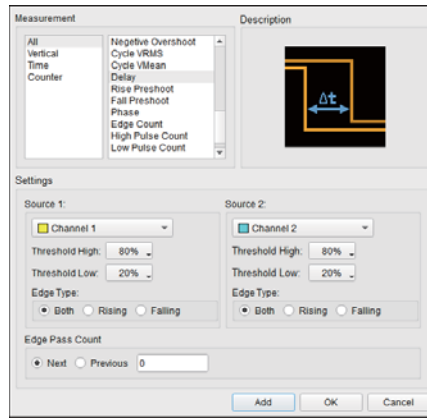 Measurement
Description
All
Vertical
Time
Counter
Negetive Overshoot
Cycle VRMS
Cycle VMean
Delay
Rise Preshoot
Fall Preshoot
Phase
Edge Count
High Pulse Count
Low Pulse Count
Δt
Settings
Source 1:
Channel 1
Threshold High: 80%
Threshold Low: 20%
Edge Type:
Both Rising Falling
Source 2:
Channel 2
Threshold High: 80%
Threshold Low: 20%
Edge Type:
Both Rising Falling
Edge Pass Count
Next Previous 0
Add OK Cancel